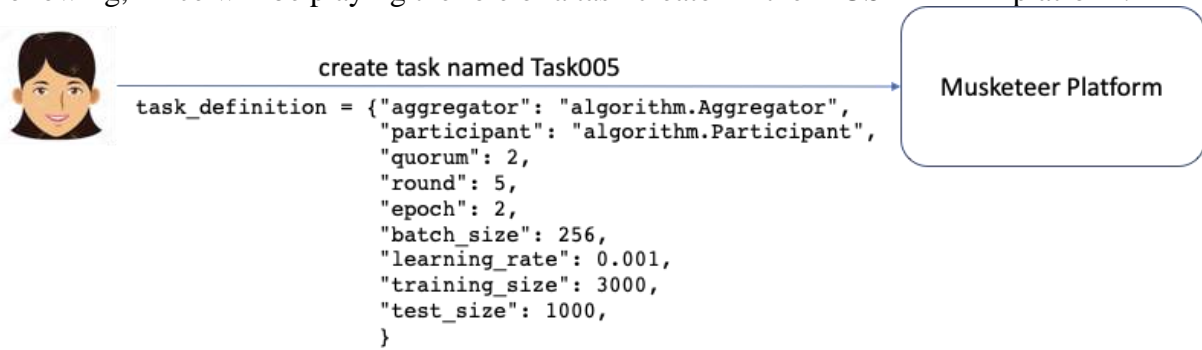 create task named Task005
Musketeer Platform
task_definition = {"aggregator": "algorithm.Aggregator",
"participant": "algorithm.Participant",
"quorum": 2,
"round": 5,
"epoch": 2,
"batch_size": 256,
"learning_rate": 0.001,
"training_size": 3000,
"test_size": 1000,
}